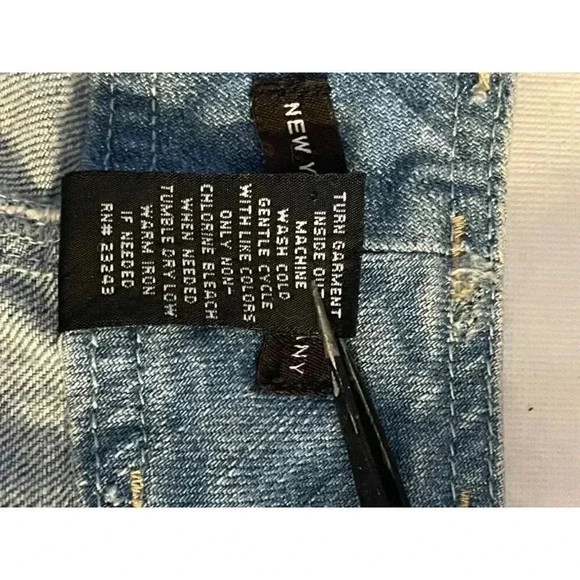 TURN GARMENT
INSIDE OUT
MACHINE
WASH COLD
GENTLE CYCLE
WITH LIKE COLORS
ONLY NON-
CHLORINE BLEACH
WHEN NEEDED
TUMBLE DRY LOW
WARM IRON
IF NEEDED
RN# 23243
NEW Y
ANY